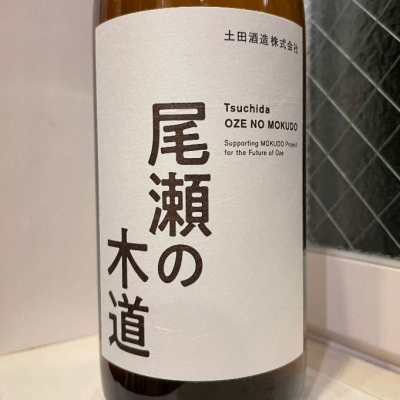 土田酒造株式会社
Tsuchida
OZE NO MOKUDO
Supporting MOKUDO Project
for the Future of Oze
尾瀬の
木道